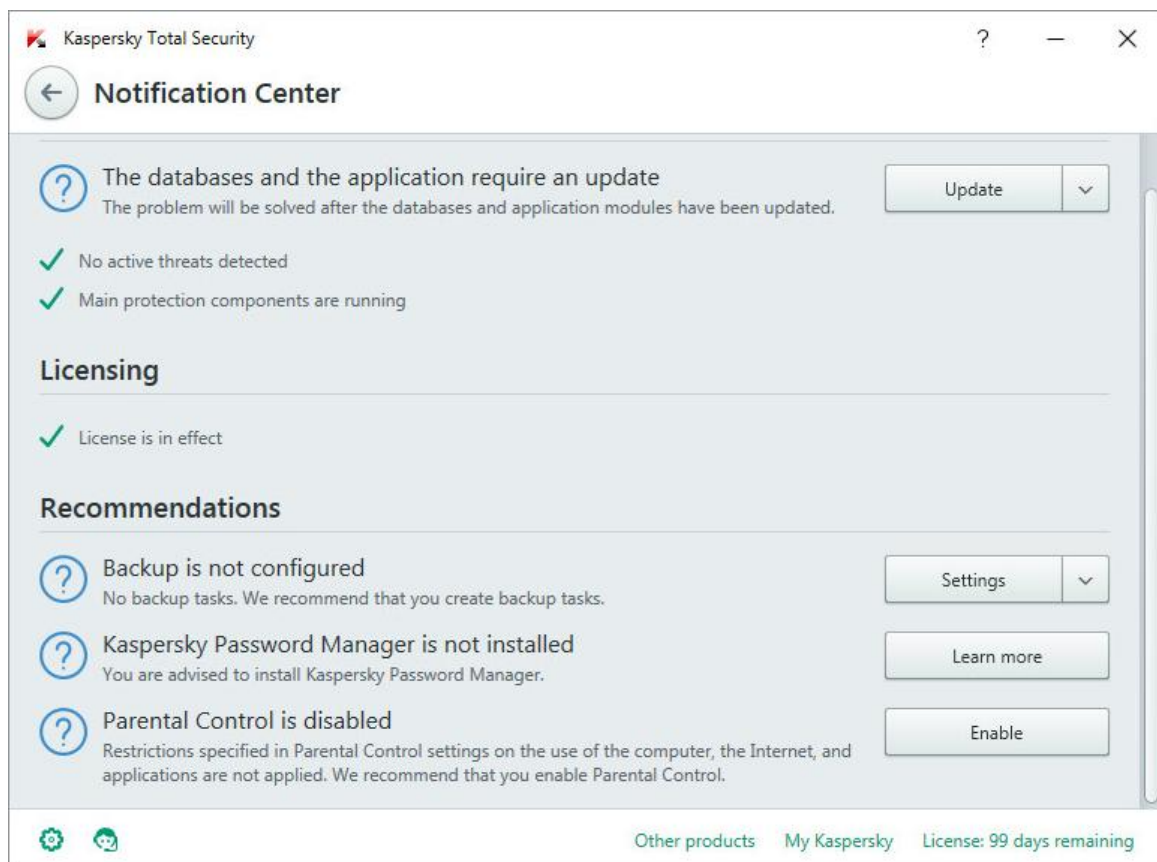 Kaspersky Total Security
?
Notification Center
?
The databases and the application require an update
The problem will be solved after the databases and application modules have been updated.
Update
No active threats detected
Main protection components are running
Licensing
License is in effect
Recommendations
?
Backup is not configured
No backup tasks. We recommend that you create backup tasks.
Settings
?
Kaspersky Password Manager is not installed
You are advised to install Kaspersky Password Manager.
Learn more
?
Parental Control is disabled
Restrictions specified in Parental Control settings on the use of the computer, the Internet, and
applications are not applied. We recommend that you enable Parental Control.
Enable
Other products My Kaspersky License: 99 days remaining